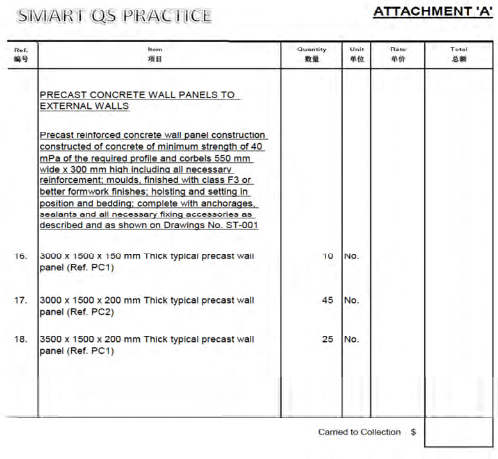 SMART QS PRACTICE
ATTACHMENT 'A'
Ref. Item Quantity Unit Rate Total
编号 项目 数量 单位 单价 总额
PRECAST CONCRETE WALL PANELS TO
EXTERNAL WALLS
Precast reinforced concrete wall panel construction
constructed of concrete of minimum strength of 40
mPa of the required profile and corbels 550 mm
wide x 300 mm high including all necessary
reinforcement; moulds, finished with class F3 or
better formwork finishes; hoisting and setting in
position and bedding; complete with anchorages,
sealants and all necessary fixing accessories as
described and as shown on Drawings No. ST-001
16. 3000 x 1500 x 150 mm Thick typical precast wall 10 No.
panel (Ref. PC1)
17. 3000 x 1500 x 200 mm Thick typical precast wall 45 No.
panel (Ref. PC2)
18. 3500 x 1500 x 200 mm Thick typical precast wall 25 No.
panel (Ref. PC1)
Carried to Collection $